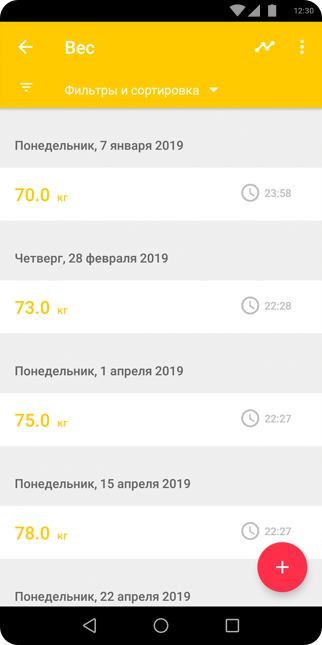 12:30
Вес
Фильтры и сортировка
Понедельник, 7 января 2019
70.0 кг 23:58
Четверг, 28 февраля 2019
73.0 кг 22:28
Понедельник, 1 апреля 2019
75.0 кг 22:27
Понедельник, 15 апреля 2019
78.0 кг 22:27
Понедельник, 22 апреля 2019